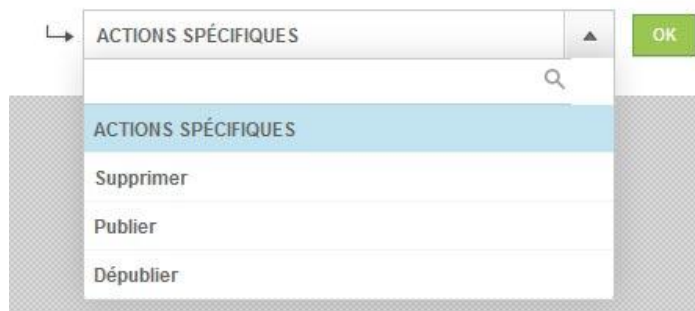 ACTIONS SPÉCIFIQUES
OK
ACTIONS SPÉCIFIQUES
Supprimer
Publier
Dépublier